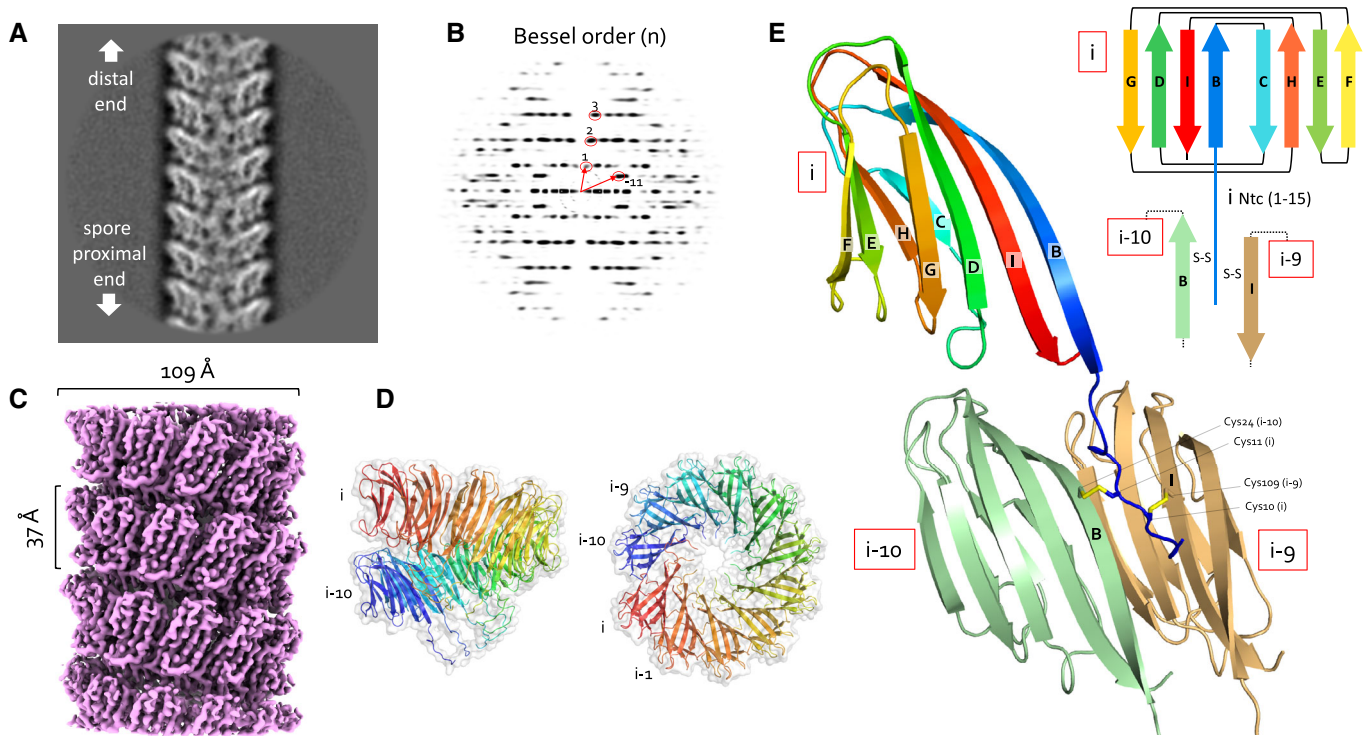 A
distal
end
spore
proximal
end
B
Bessel order (n)
3
2
1
-11
C
109 Å
37 Å
D
i
i-10
i-9
i-10
i
i-1
E
i
F
E
H
G
C
D
I
B
i
G
D
I
B
C
H
E
F
i Ntc (1-15)
i-10
S-S
B
S-S
I
i-9
Cys24 (i-10)
Cys11 (i)
Cys109 (i-9)
Cys10 (i)
I
B
i-10
i-9